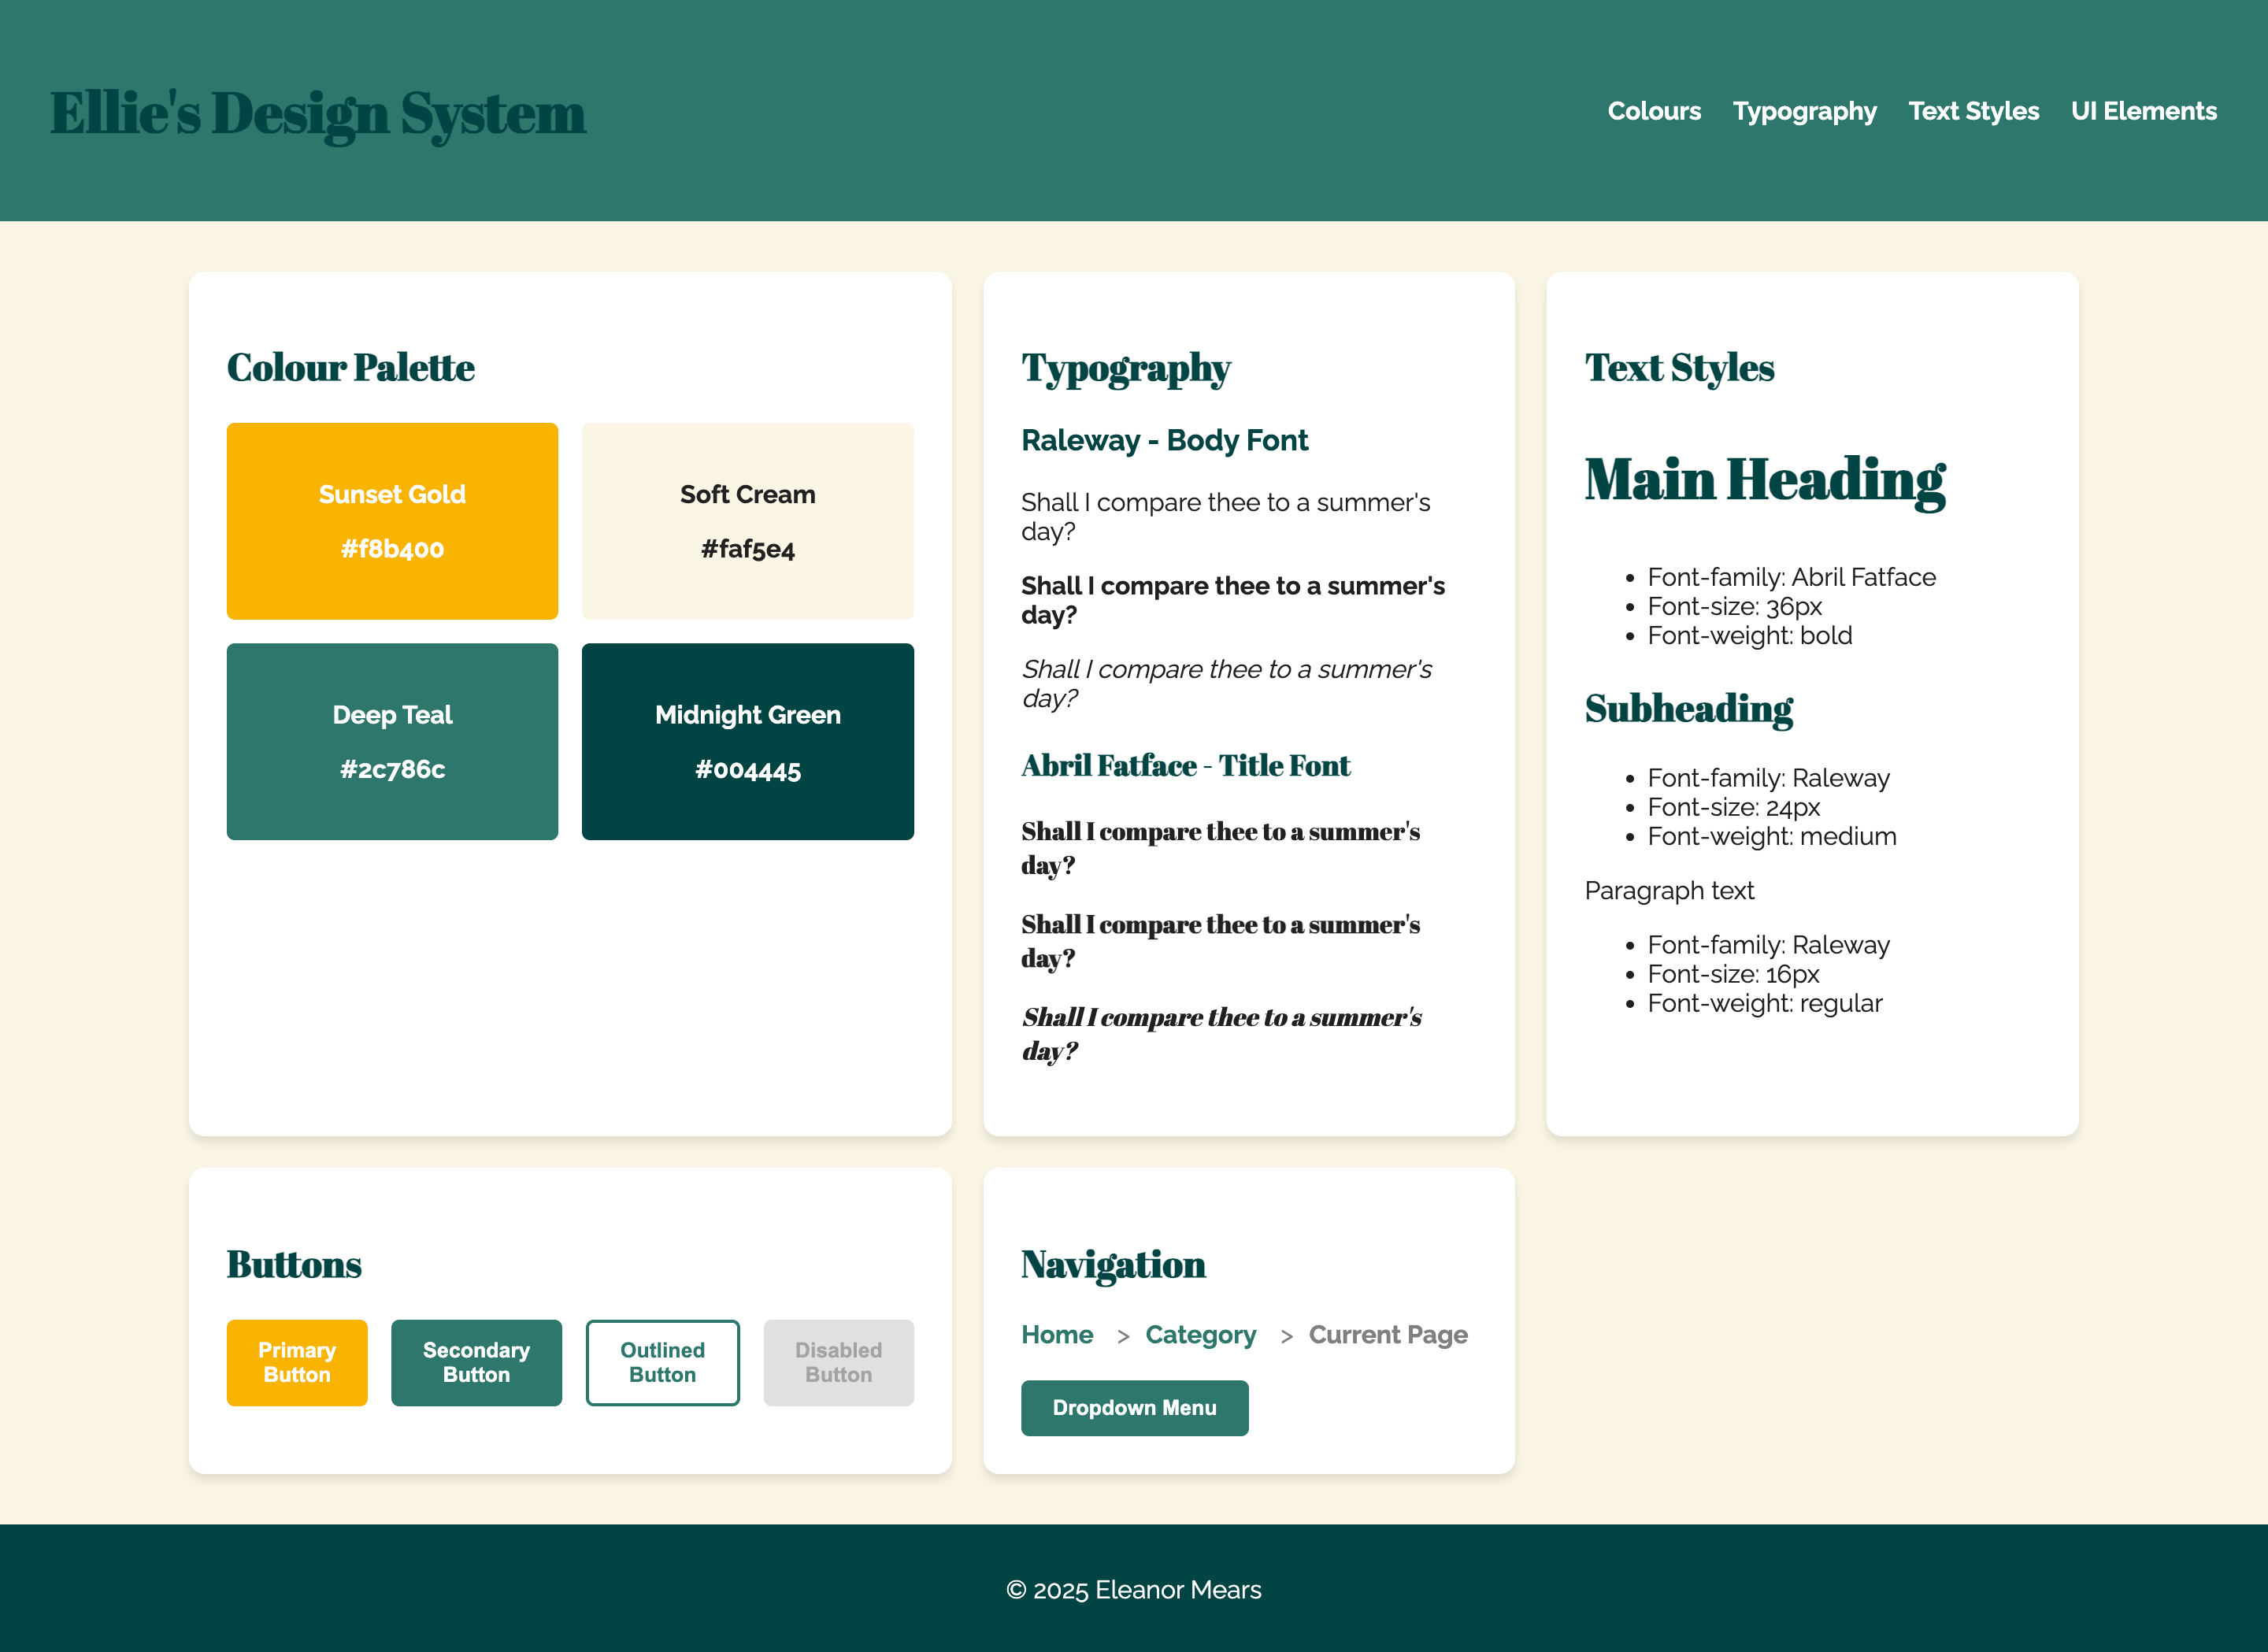 Ellie's Design System
Colours Typography Text Styles UI Elements
Colour Palette
Sunset Gold
#f8b400
Soft Cream
#faf5e4
Deep Teal
#2c786c
Midnight Green
#004445
Typography
Raleway - Body Font
Shall I compare thee to a summer's
day?
Shall I compare thee to a summer's
day?
Shall I compare thee to a summer's
day?
Abril Fatface - Title Font
Shall I compare thee to a summer's
day?
Shall I compare thee to a summer's
day?
Shall I compare thee to a summer's
day?
Text Styles
Main Heading
• Font-family: Abril Fatface
• Font-size: 36px
• Font-weight: bold
Subheading
• Font-family: Raleway
• Font-size: 24px
• Font-weight: medium
Paragraph text
• Font-family: Raleway
• Font-size: 16px
• Font-weight: regular
Buttons
Primary
Button
Secondary
Button
Outlined
Button
Disabled
Button
Navigation
Home > Category > Current Page
Dropdown Menu
© 2025 Eleanor Mears